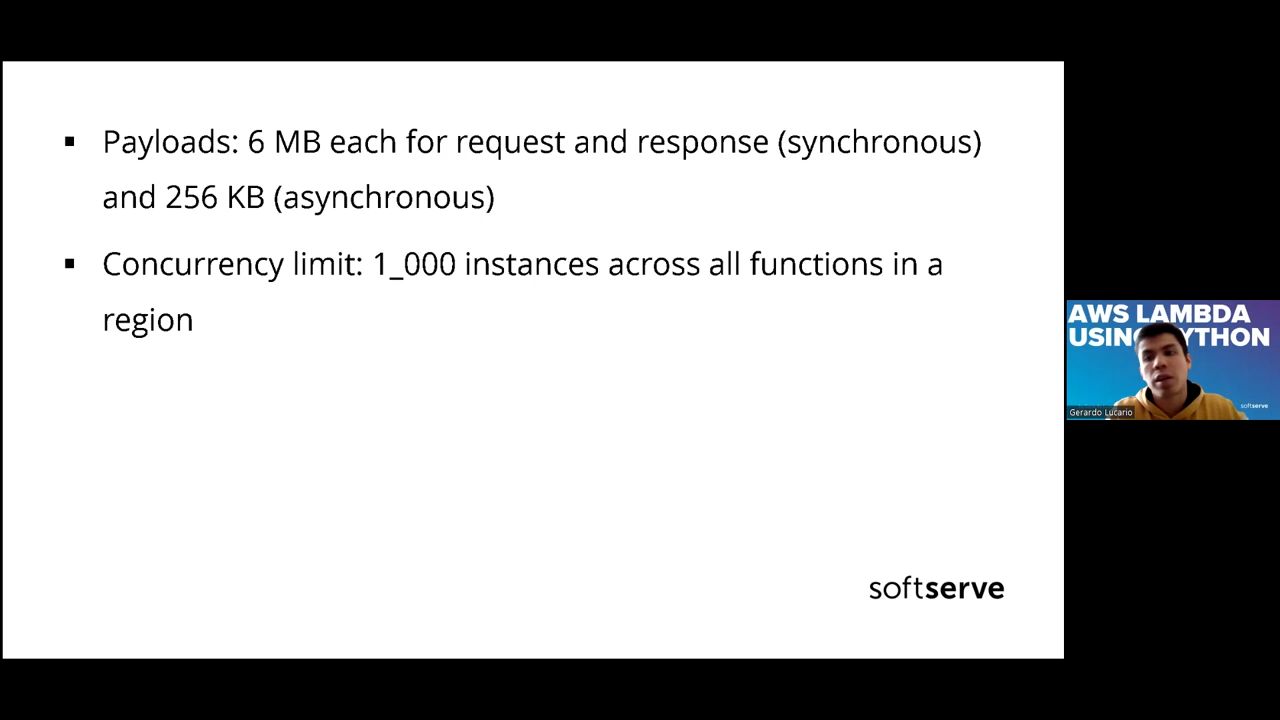 ▪ Payloads: 6 MB each for request and response (synchronous)
and 256 KB (asynchronous)
▪ Concurrency limit: 1_000 instances across all functions in a
region
softserve
AWS LAMBDA
USING PYTHON
softserve
Gerardo Lucario